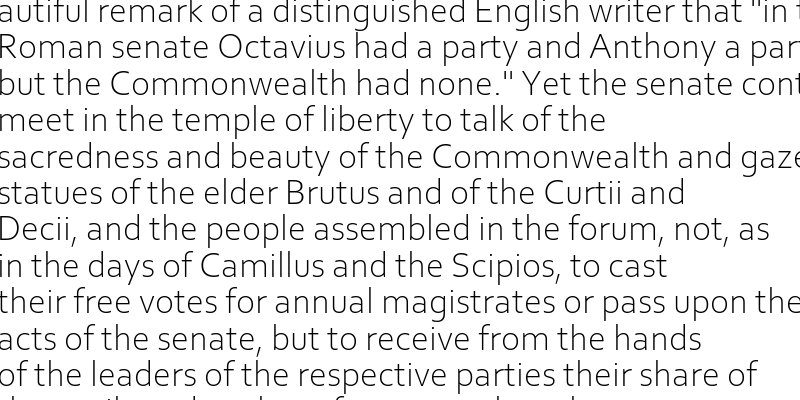 autiful remark of a distinguished English writer that "in
Roman senate Octavius had a party and Anthony a par
but the Commonwealth had none." Yet the senate cont
meet in the temple of liberty to talk of the
sacredness and beauty of the Commonwealth and gaze
statues of the elder Brutus and of the Curtii and
Decii, and the people assembled in the forum, not, as
in the days of Camillus and the Scipios, to cast
their free votes for annual magistrates or pass upon the
acts of the senate, but to receive from the hands
of the leaders of the respective parties their share of